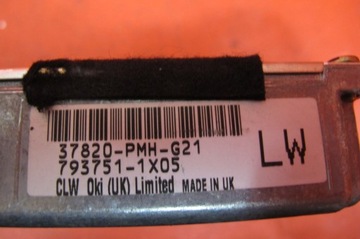 37820-PMH-G21
793751-1X05
LW
CLW Oki (UK) Limited MADE IN UK